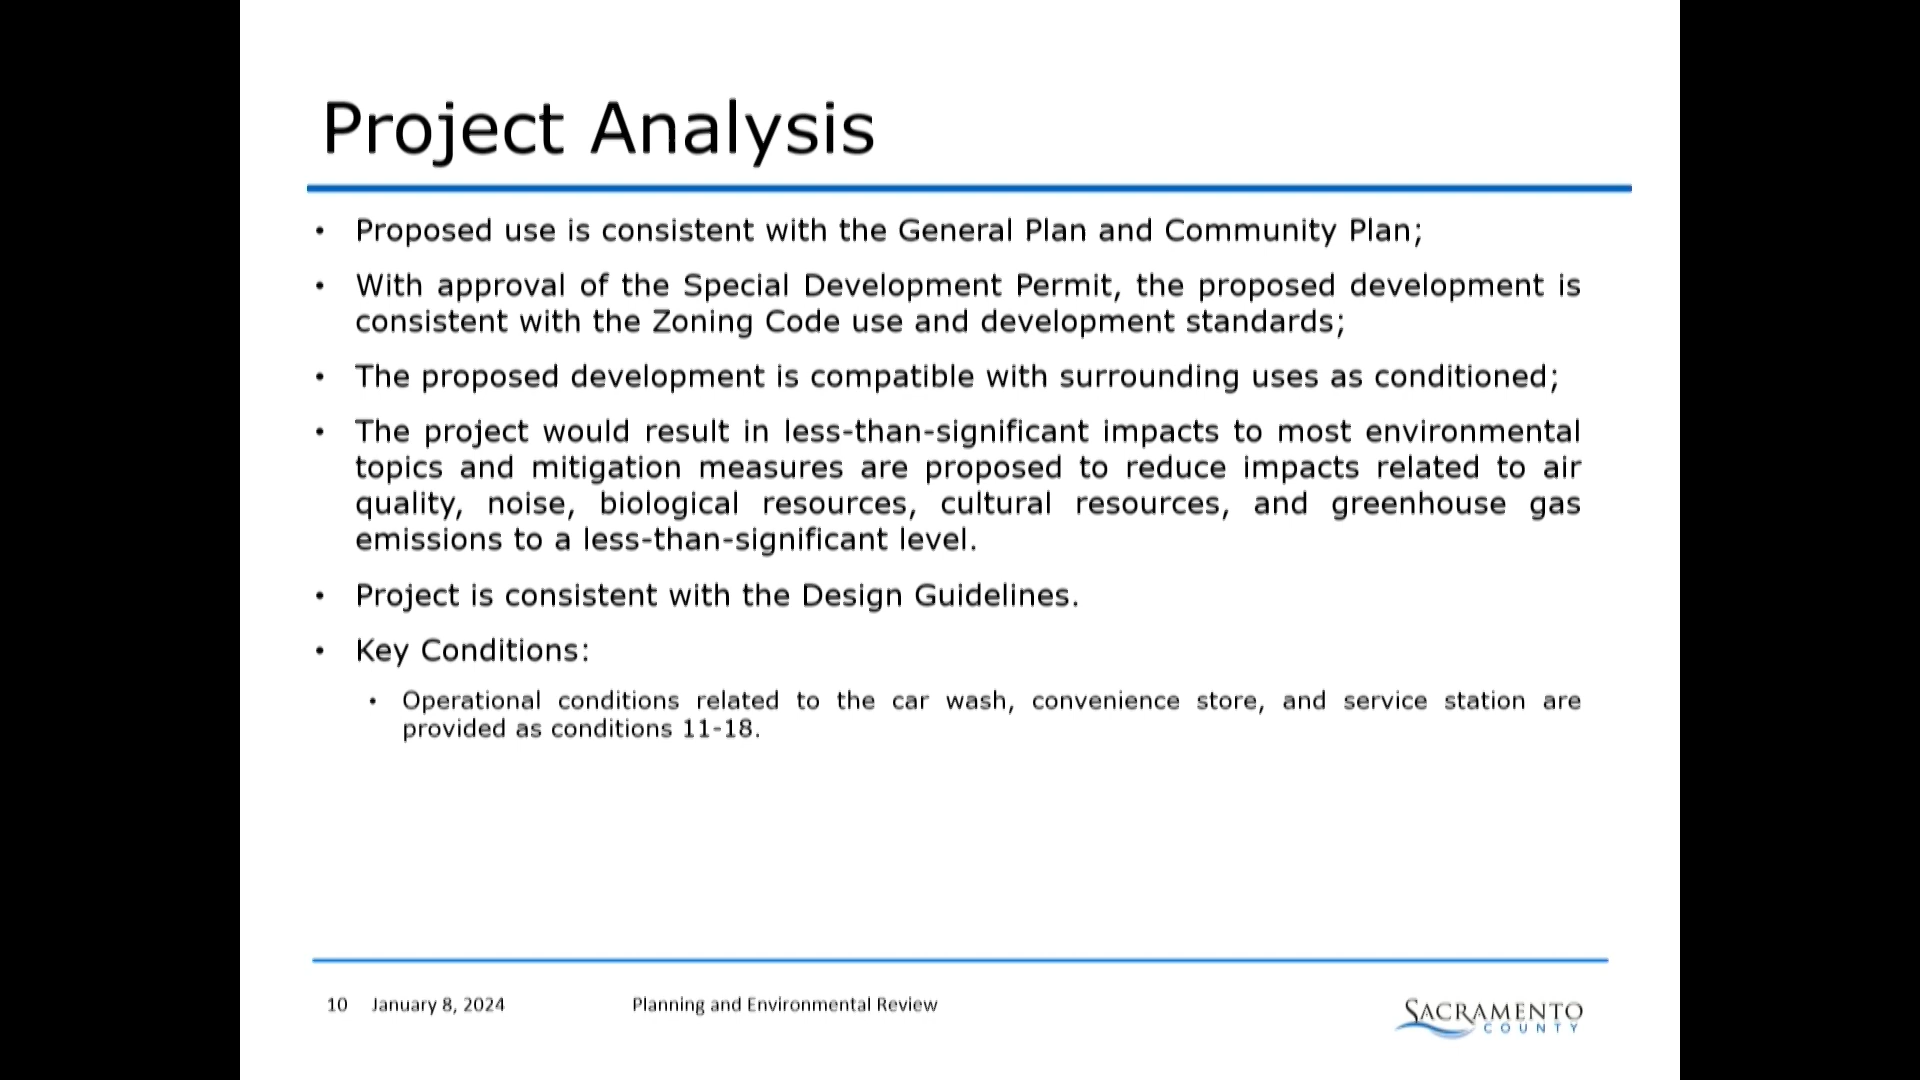 Project Analysis
• Proposed use is consistent with the General Plan and Community Plan;
• With approval of the Special Development Permit, the proposed development is
consistent with the Zoning Code use and development standards;
• The proposed development is compatible with surrounding uses as conditioned;
• The project would result in less-than-significant impacts to most environmental
topics and mitigation measures are proposed to reduce impacts related to air
quality, noise, biological resources, cultural resources, and greenhouse gas
emissions to a less-than-significant level.
• Project is consistent with the Design Guidelines.
• Key Conditions:
• Operational conditions related to the car wash, convenience store, and service station are
provided as conditions 11-18.
10 January 8, 2024 Planning and Environmental Review
SACRAMENTO
COUNTY